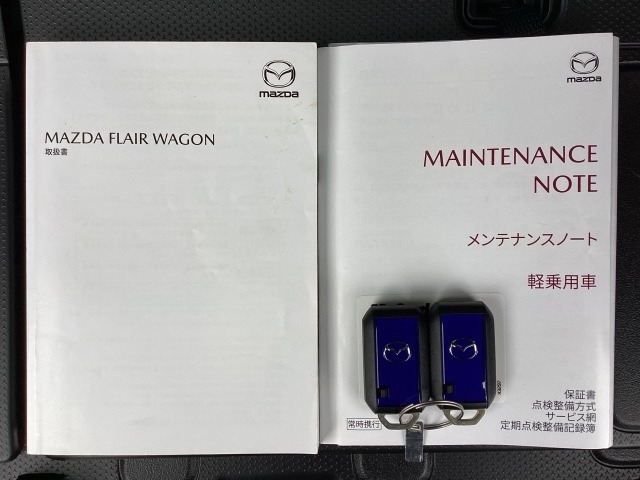 mazda
MAZDA FLAIR WAGON
取扱書
mazda
MAINTENANCE
NOTE
メンテナンスノート
軽乗用車
保証書
点検整備方式
サービス網
定期点検整備記録簿
常時携行